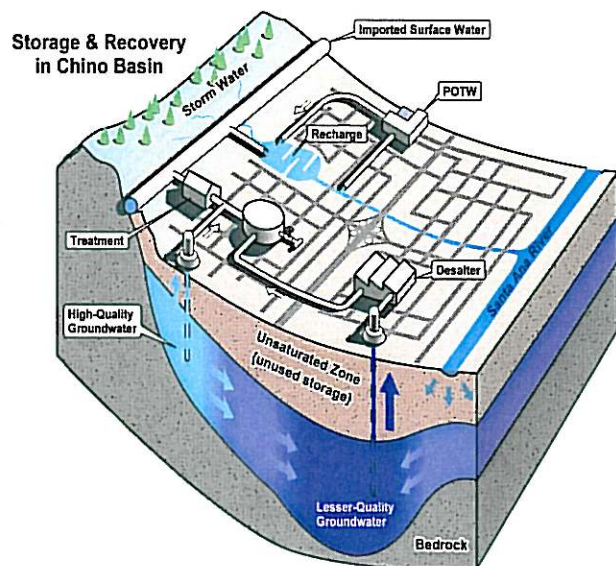 Storage & Recovery
in Chino Basin
Imported Surface Water
Storm Water
POTW
Recharge
Treatment
Desalter
Santa Ana River
High-Quality
Groundwater
Unsaturated Zone
(unused storage)
Lesser-Quality
Groundwater
Bedrock